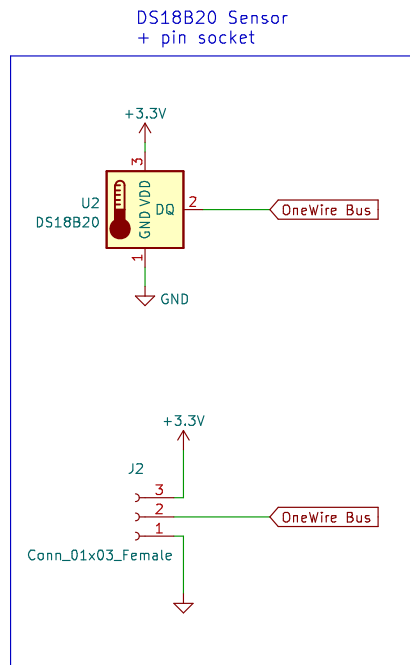 DS18B20 Sensor
+ pin socket
+3.3V
3
U2
DS18B20
VDD
GND
DQ
2
OneWire Bus
1
GND
+3.3V
J2
3
2
OneWire Bus
1
Conn_01x03_Female